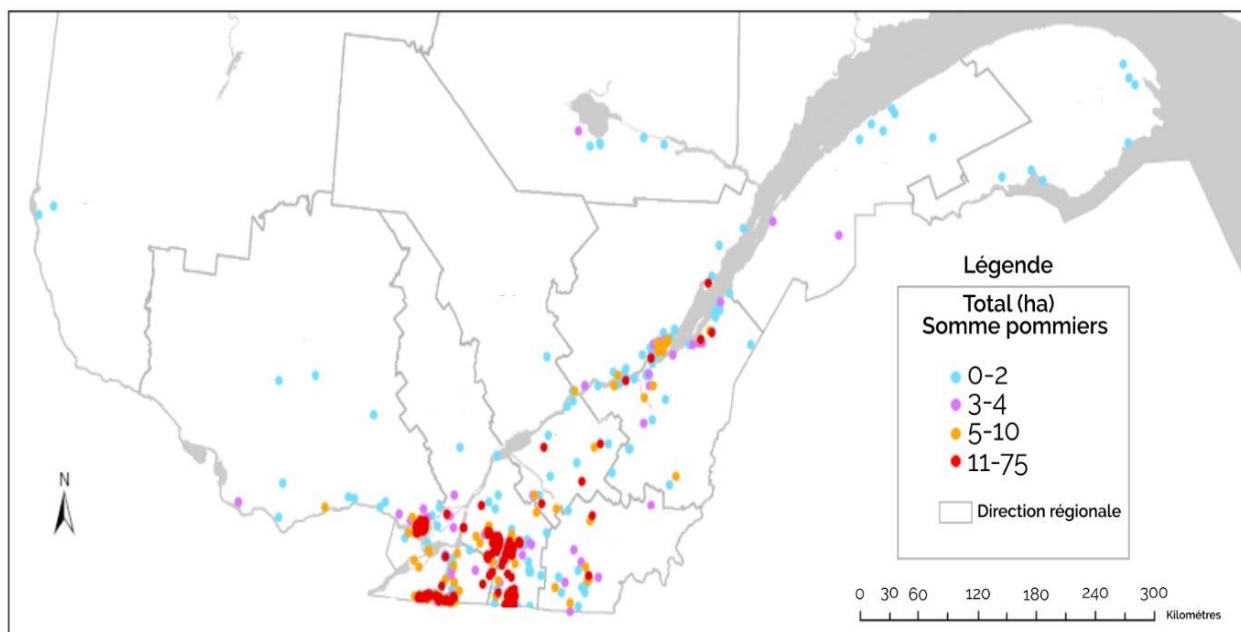 Légende
Total (ha)
Somme pommiers
0-2
3-4
5-10
11-75
Direction régionale
N
0 30 60 120 180 240 300
Kilométres